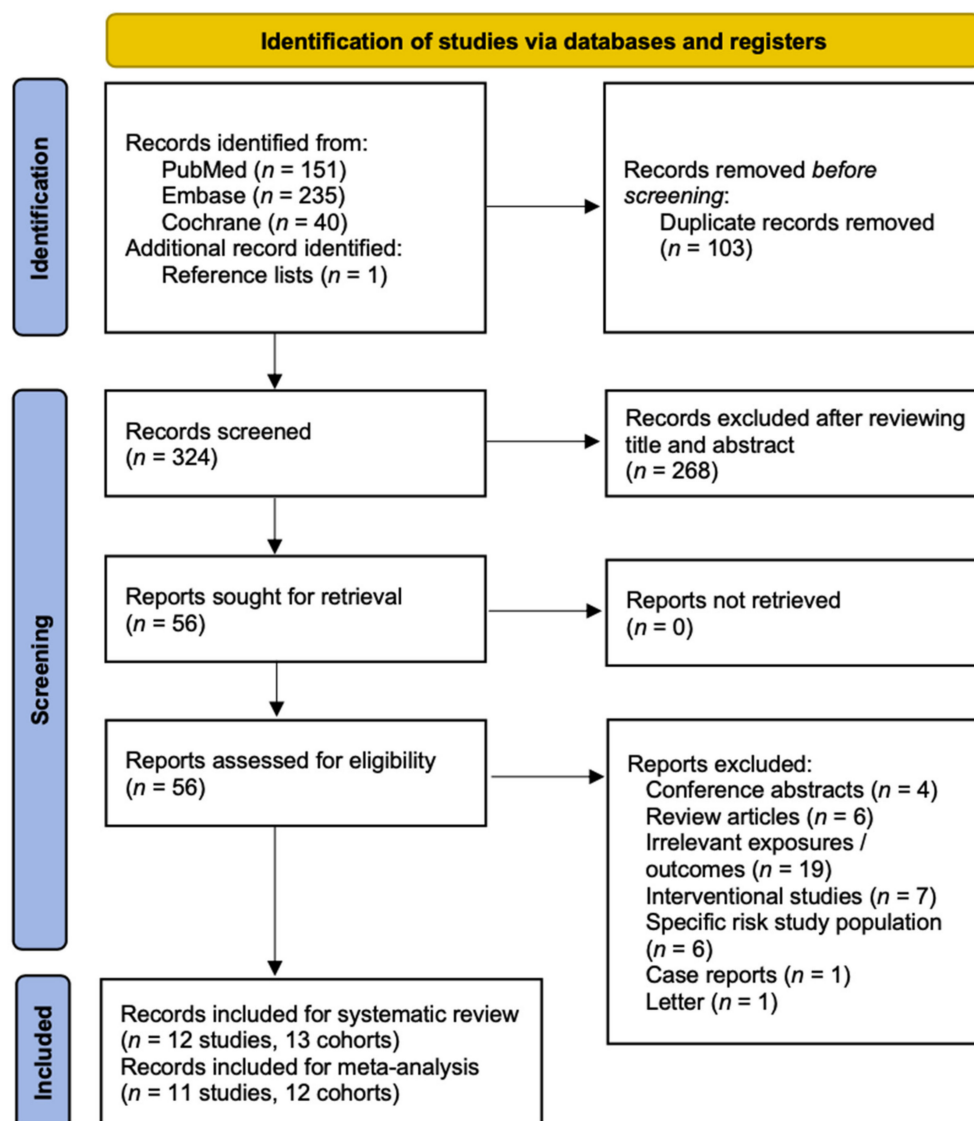 Identification of studies via databases and registers
Identification
Records identified from:
PubMed (n = 151)
Embase (n = 235)
Cochrane (n = 40)
Additional record identified:
Reference lists (n = 1)
Records removed before
screening:
Duplicate records removed
(n = 103)
Screening
Records screened
(n = 324)
Records excluded after reviewing
title and abstract
(n = 268)
Reports sought for retrieval
(n = 56)
Reports not retrieved
(n = 0)
Reports assessed for eligibility
(n = 56)
Reports excluded:
Conference abstracts (n = 4)
Review articles (n = 6)
Irrelevant exposures /
outcomes (n = 19)
Interventional studies (n = 7)
Specific risk study population
(n = 6)
Case reports (n = 1)
Letter (n = 1)
Included
Records included for systematic review
(n = 12 studies, 13 cohorts)
Records included for meta-analysis
(n = 11 studies, 12 cohorts)